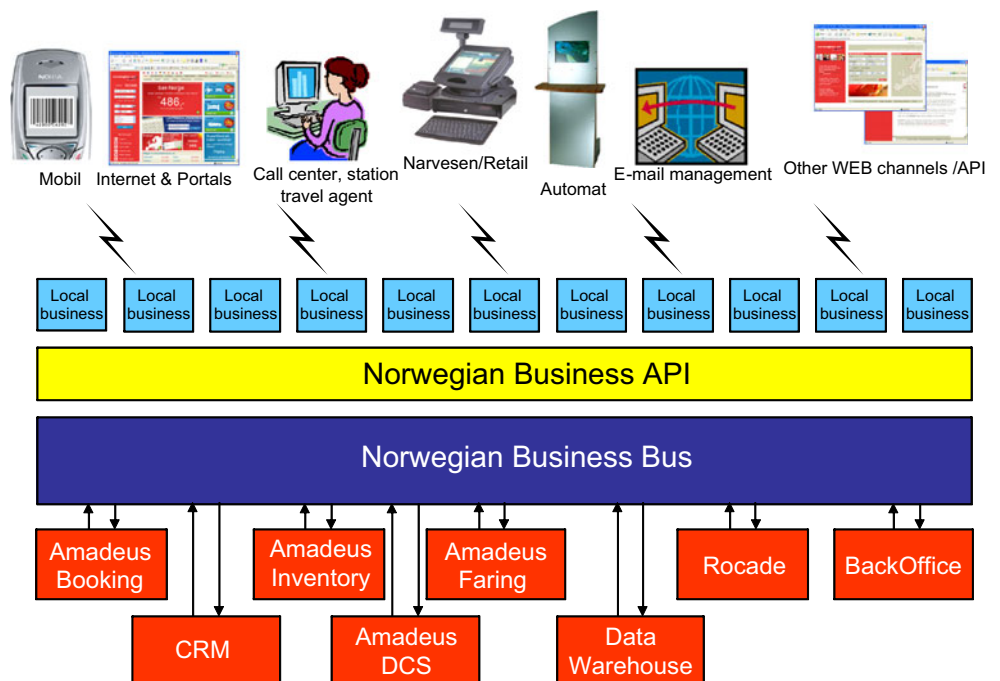 NOKIA
486,-
Mobil
Internet & Portals
Call center, station
travel agent
Narvesen/Retail
Automat
E-mail management
Other WEB channels /API
Local
business
Local
business
Local
business
Local
business
Local
business
Local
business
Local
business
Local
business
Local
business
Local
business
Local
business
Norwegian Business API
Norwegian Business Bus
Amadeus
Booking
Amadeus
Inventory
Amadeus
Faring
Rocade
BackOffice
CRM
Amadeus
DCS
Data
Warehouse